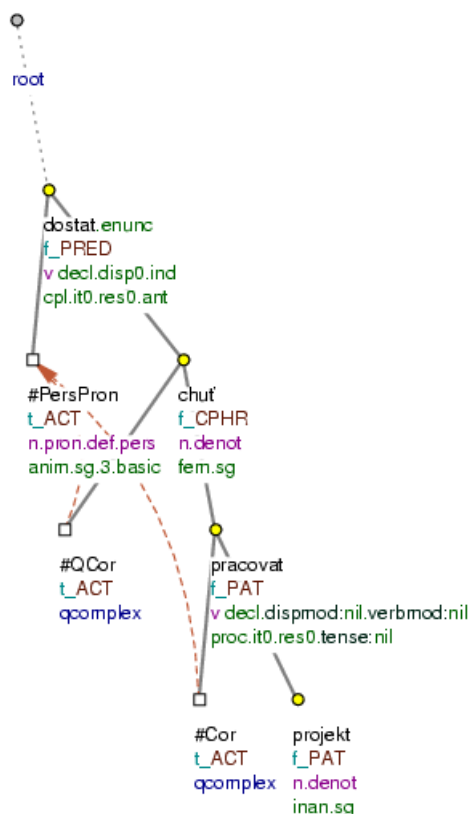 root
dostat.enunc
f_PRED
v decl.disp0.ind
cpl.it0.res0.ant
#PersPron
t_ACT
n.pron.def.pers
anim.sg.3.basic
chuť
f_CPHR
n.denot
fem.sg
#QCor
t_ACT
qcomplex
pracovat
f_PAT
v decl.dispmod:nil.verbmod:nil
proc.it0.res0.tense:nil
#Cor
t_ACT
qcomplex
projekt
f_PAT
n.denot
inan.sg